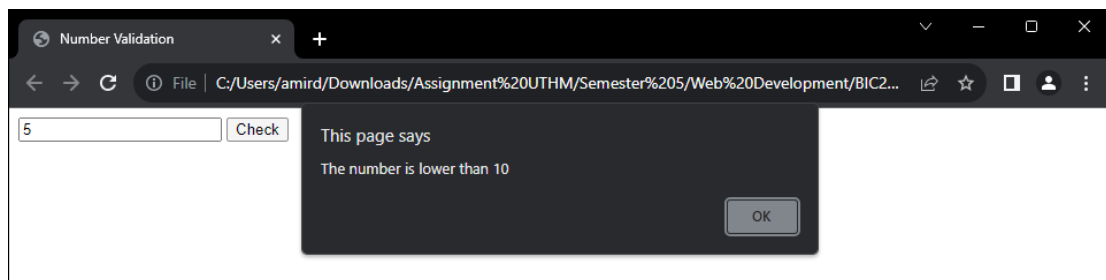 Number Validation
File | C:/Users/amird/Downloads/Assignment%20UTHM/Semester%205/Web%20Development/BIC2...
5 Check
This page says
The number is lower than 10
OK